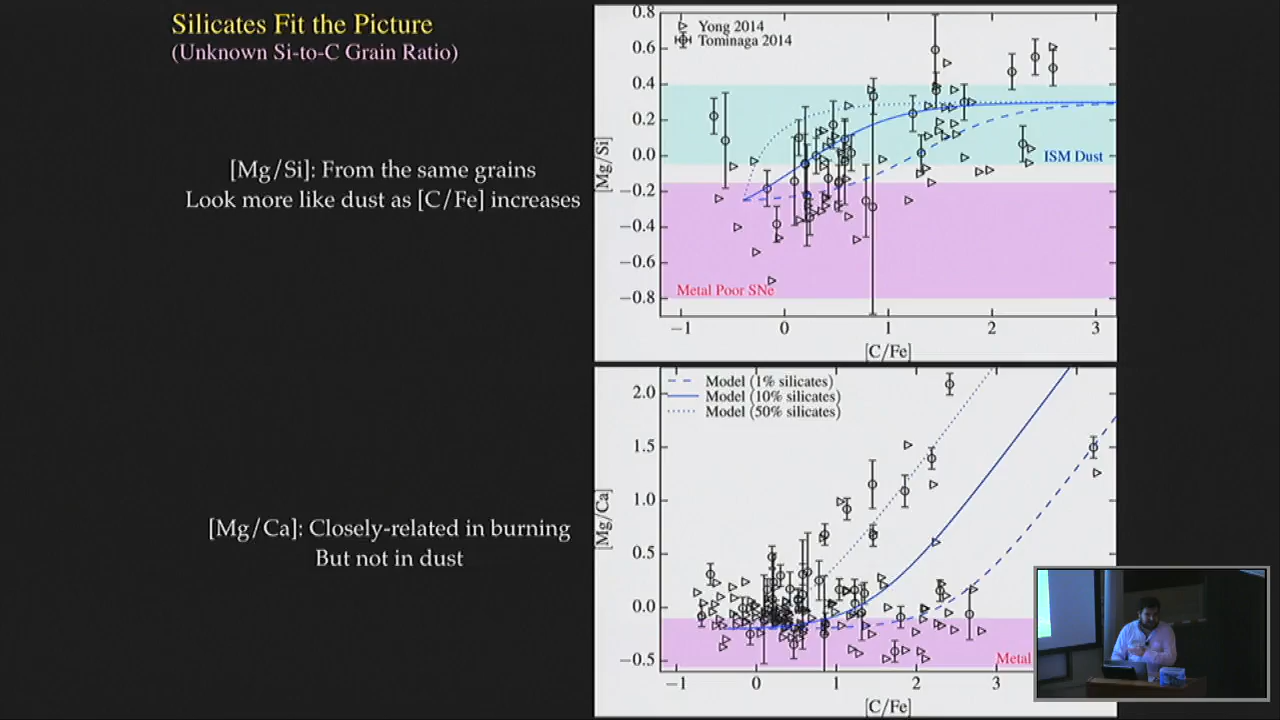 Silicates Fit the Picture
(Unknown Si-to-C Grain Ratio)
[Mg/Si]: From the same grains
Look more like dust as [C/Fe] increases
[Mg/Ca]: Closely-related in burning
But not in dust
0.8
0.6
0.4
0.2
0.0
−0.2
−0.4
−0.6
−0.8
[Mg/Si]
Yong 2014
Tominaga 2014
ISM Dust
Metal Poor SNe
−1 0 1 2 3
[C/Fe]
2.0
1.5
1.0
0.5
0.0
−0.5
[Mg/Ca]
Model (1% silicates)
Model (10% silicates)
Model (50% silicates)
Metal
−1 0 1 2 3
[C/Fe]